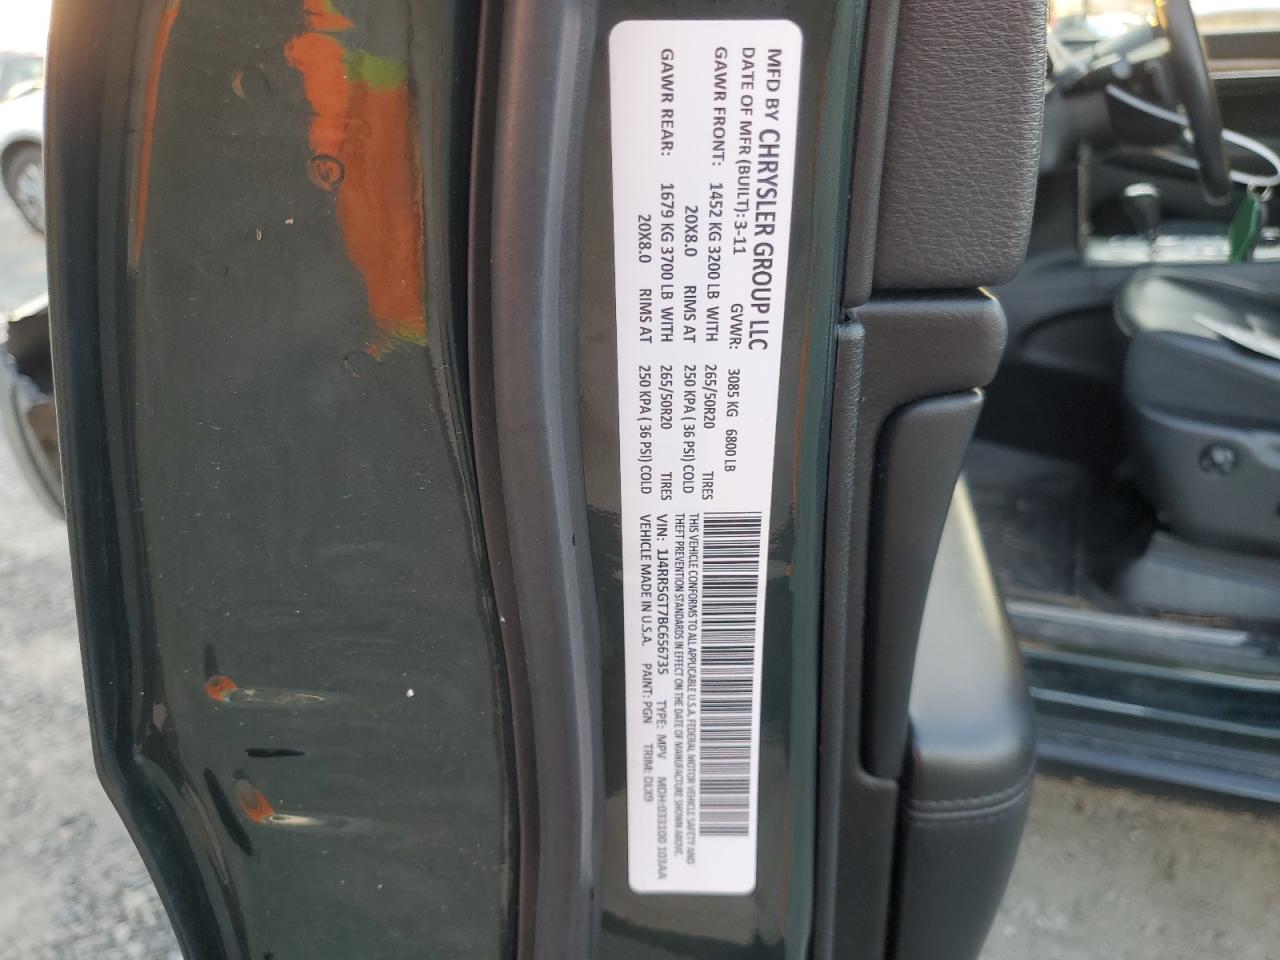 MFD BY CHRYSLER GROUP LLC
DATE OF MFR (BUILT): 3-11 GVWR: 3085 KG 6800 LB
GAWR FRONT: 1452 KG 3200 LB WITH 265/50R20 TIRES
20X8.0 RIMS AT 250 KPA ( 36 PSI) COLD
GAWR REAR: 1679 KG 3700 LB WITH 265/50R20 TIRES
20X8.0 RIMS AT 250 KPA ( 36 PSI) COLD
THIS VEHICLE CONFORMS TO ALL APPLICABLE U.S.A. FEDERAL MOTOR VEHICLE SAFETY AND
THEFT PREVENTION STANDARDS IN EFFECT ON THE DATE OF MANUFACTURE SHOWN ABOVE.
VIN: 1J4RR5GT7BC656735 TYPE: MPV MDH:033100 103AA
VEHICLE MADE IN U.S.A. PAINT: PGN TRIM: DLX9